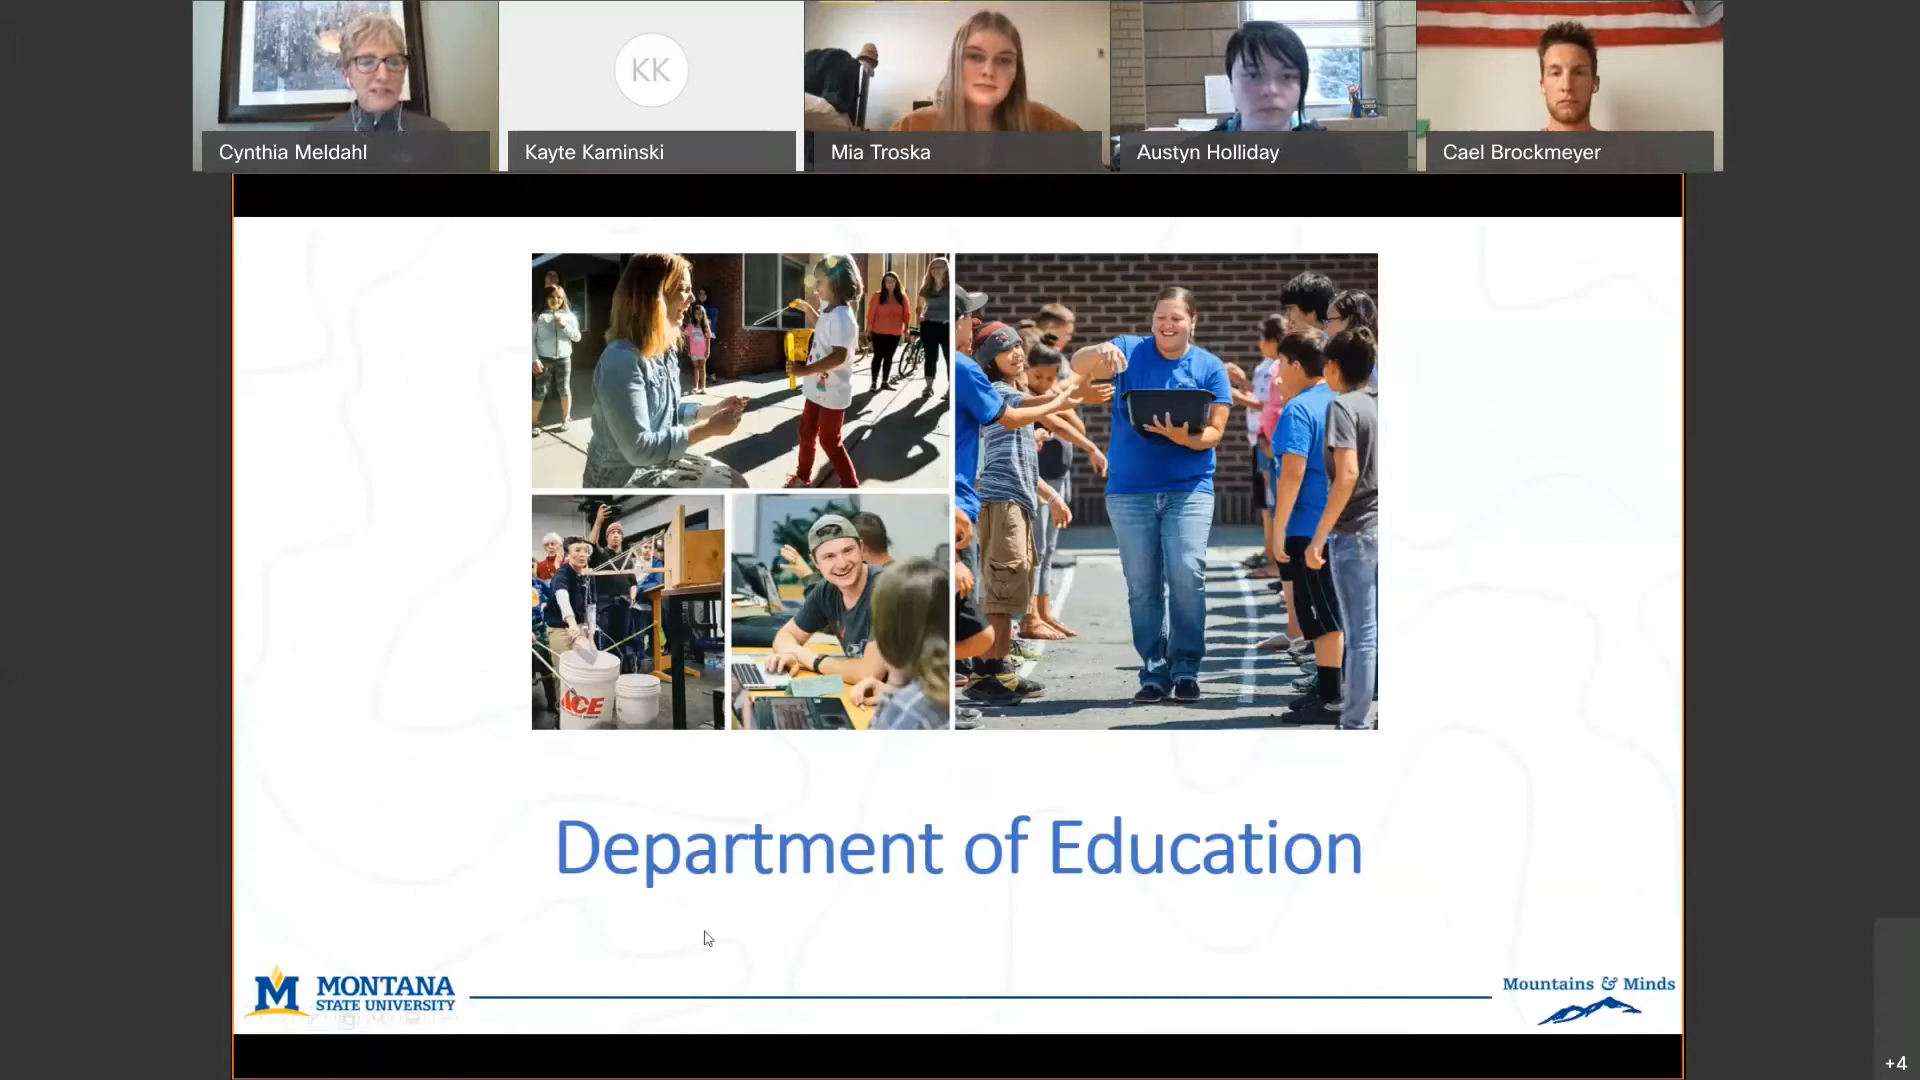 Cynthia Meldahl
KK
Kayte Kaminski
Mia Troska
Austyn Holliday
Cael Brockmeyer
ACE
Department of Education
M MONTANA
STATE UNIVERSITY
Mountains & Minds
+4